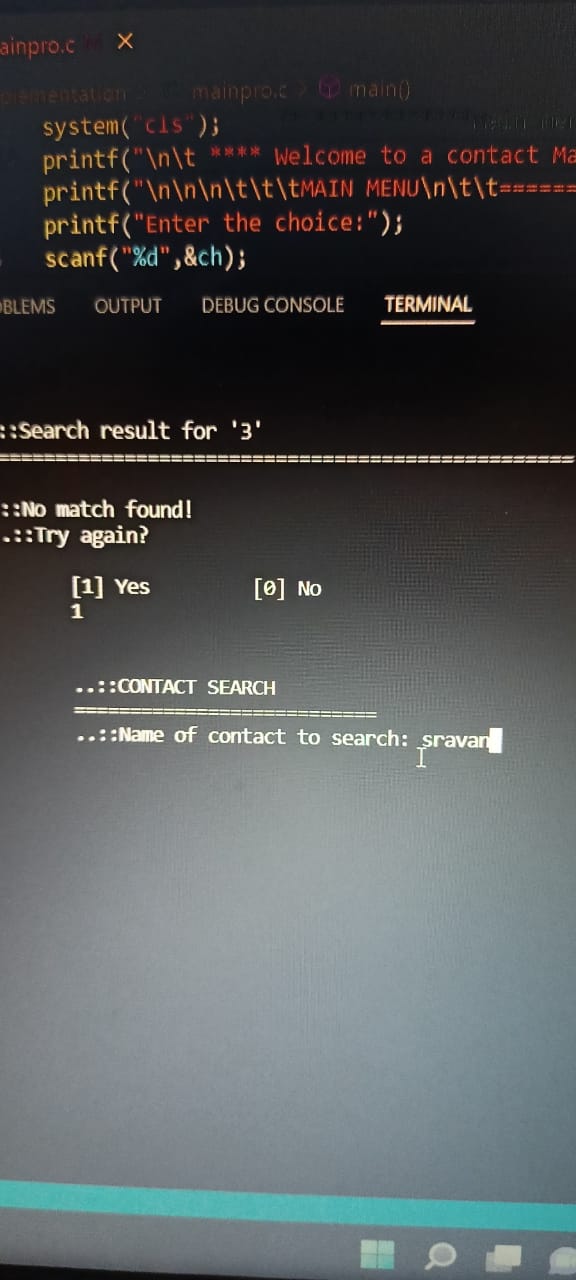 ainpro.c ×
plementation > mainpro.c > main()
system("cls");
printf("\n\t **** Welcome to a contact Ma
printf("\n\n\n\t\t\tMAIN MENU\n\t\t======
printf("Enter the choice:");
scanf("%d",&ch);
OBLEMS OUTPUT DEBUG CONSOLE TERMINAL
::Search result for '3'
::No match found!
.::Try again?
[1] Yes [0] No
1
..::CONTACT SEARCH
===========================
..::Name of contact to search: sravan